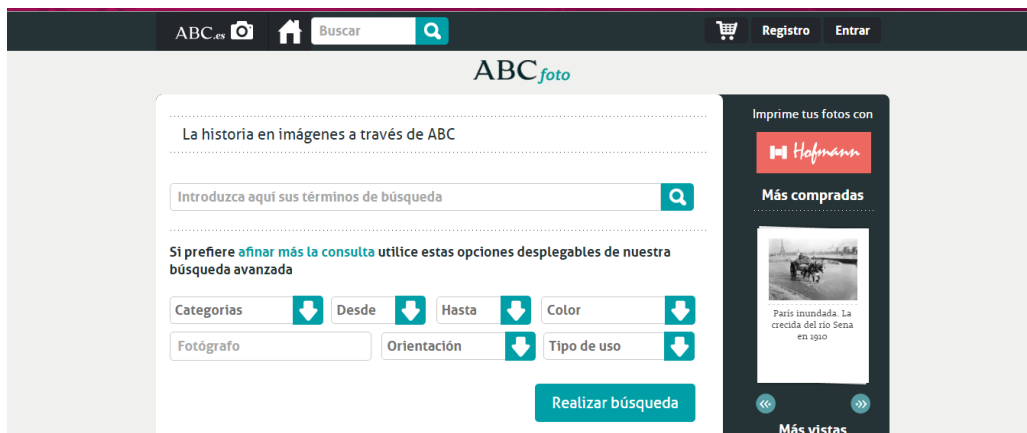 ABC.es
Buscar
Registro
Entrar
ABC foto
La historia en imágenes a través de ABC
Introduzca aquí sus términos de búsqueda
Si prefiere afinar más la consulta utilice estas opciones desplegables de nuestra
búsqueda avanzada
Categorias
Desde
Hasta
Color
Fotógrafo
Orientación
Tipo de uso
Realizar búsqueda
Imprime tus fotos con
Hofmann
Más compradas
París inundada. La
crecida del río Sena
en 1910
Más vistas